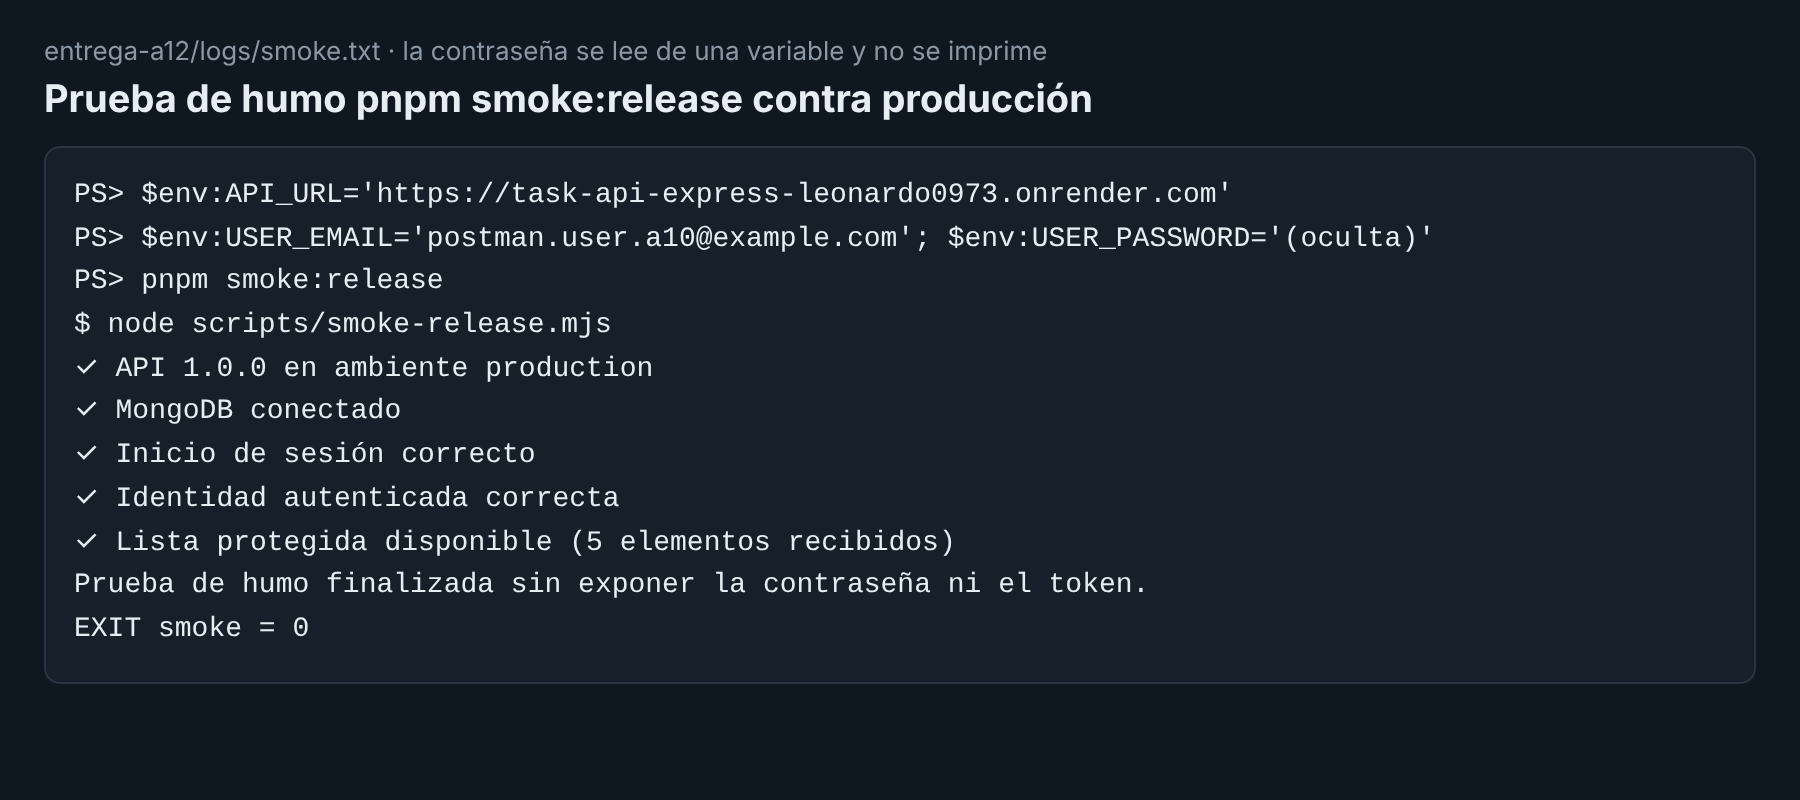 entrega-a12/logs/smoke.txt · la contraseña se lee de una variable y no se imprime
Prueba de humo pnpm smoke:release contra producción
PS> $env:API_URL='https://task-api-express-leonardo0973.onrender.com'
PS> $env:USER_EMAIL='postman.user.a10@example.com'; $env:USER_PASSWORD='(oculta)'
PS> pnpm smoke:release
$ node scripts/smoke-release.mjs
✓ API 1.0.0 en ambiente production
✓ MongoDB conectado
✓ Inicio de sesión correcto
✓ Identidad autenticada correcta
✓ Lista protegida disponible (5 elementos recibidos)
Prueba de humo finalizada sin exponer la contraseña ni el token.
EXIT smoke = 0